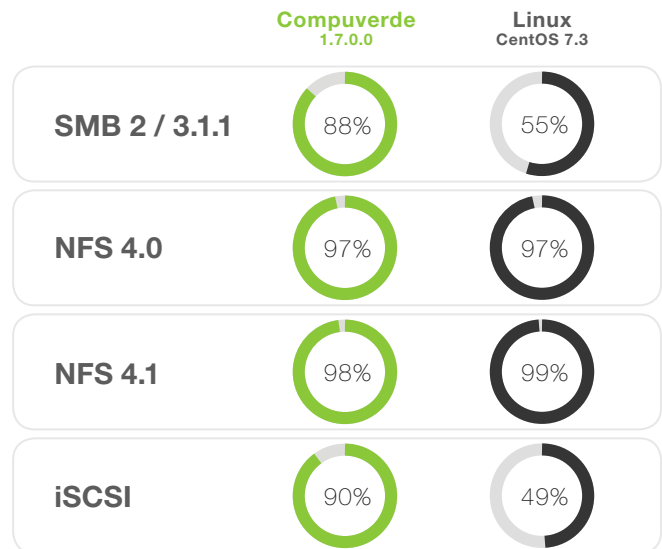 Compuverde Linux
1.7.0.0 CentOS 7.3
SMB 2 / 3.1.1 88% 55%
NFS 4.0 97% 97%
NFS 4.1 98% 99%
iSCSI 90% 49%